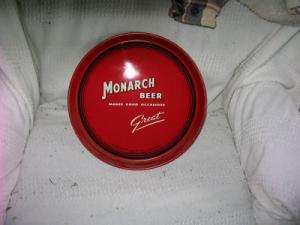 MONARCH
BEER
MAKES GOOD OCCASIONS
Great